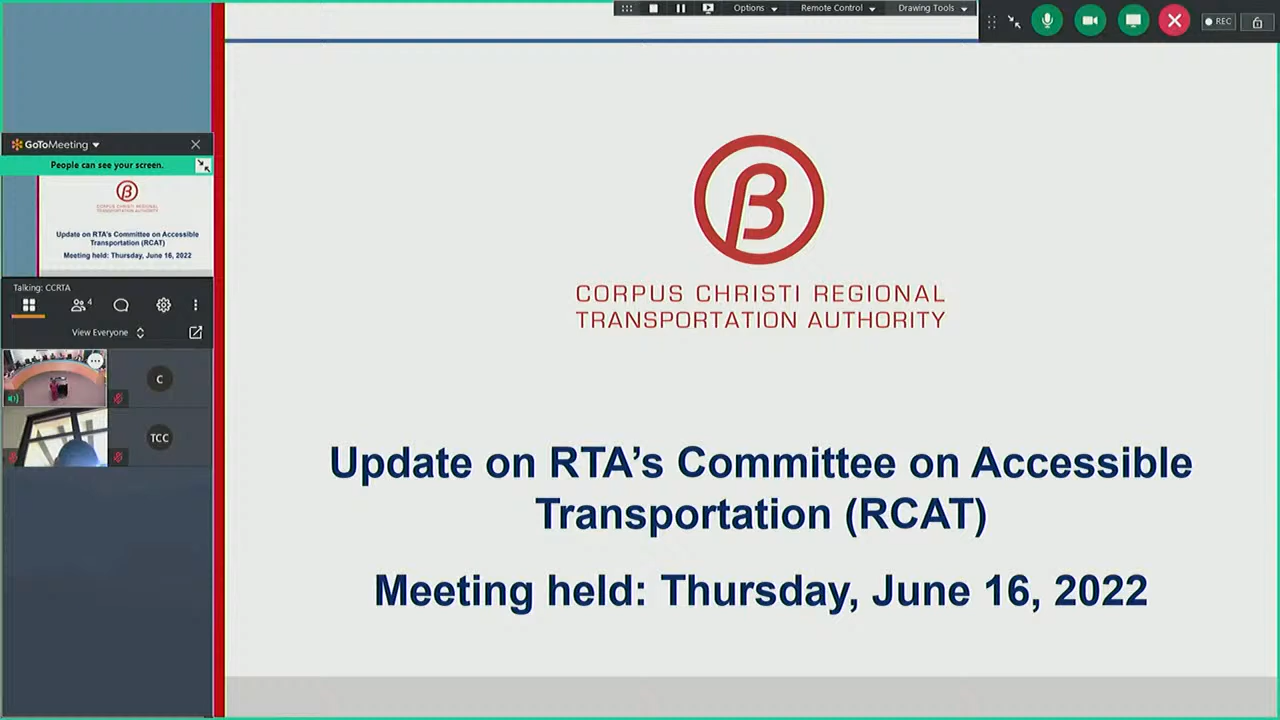 Options
Remote Control
Drawing Tools
REC
GoToMeeting
People can see your screen.
CORPUS CHRISTI REGIONAL
TRANSPORTATION AUTHORITY
Update on RTA's Committee on Accessible
Transportation (RCAT)
Meeting held: Thursday, June 16, 2022
Talking: CCRTA
4
View Everyone
C
TCC
CORPUS CHRISTI REGIONAL
TRANSPORTATION AUTHORITY
Update on RTA’s Committee on Accessible
Transportation (RCAT)
Meeting held: Thursday, June 16, 2022